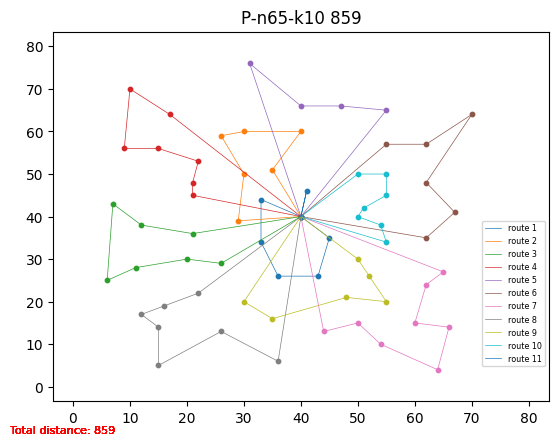 P-n65-k10 859
80
70
60
50
40
30
20
10
0
0 10 20 30 40 50 60 70 80
route 1
route 2
route 3
route 4
route 5
route 6
route 7
route 8
route 9
route 10
route 11
Total distance: 859